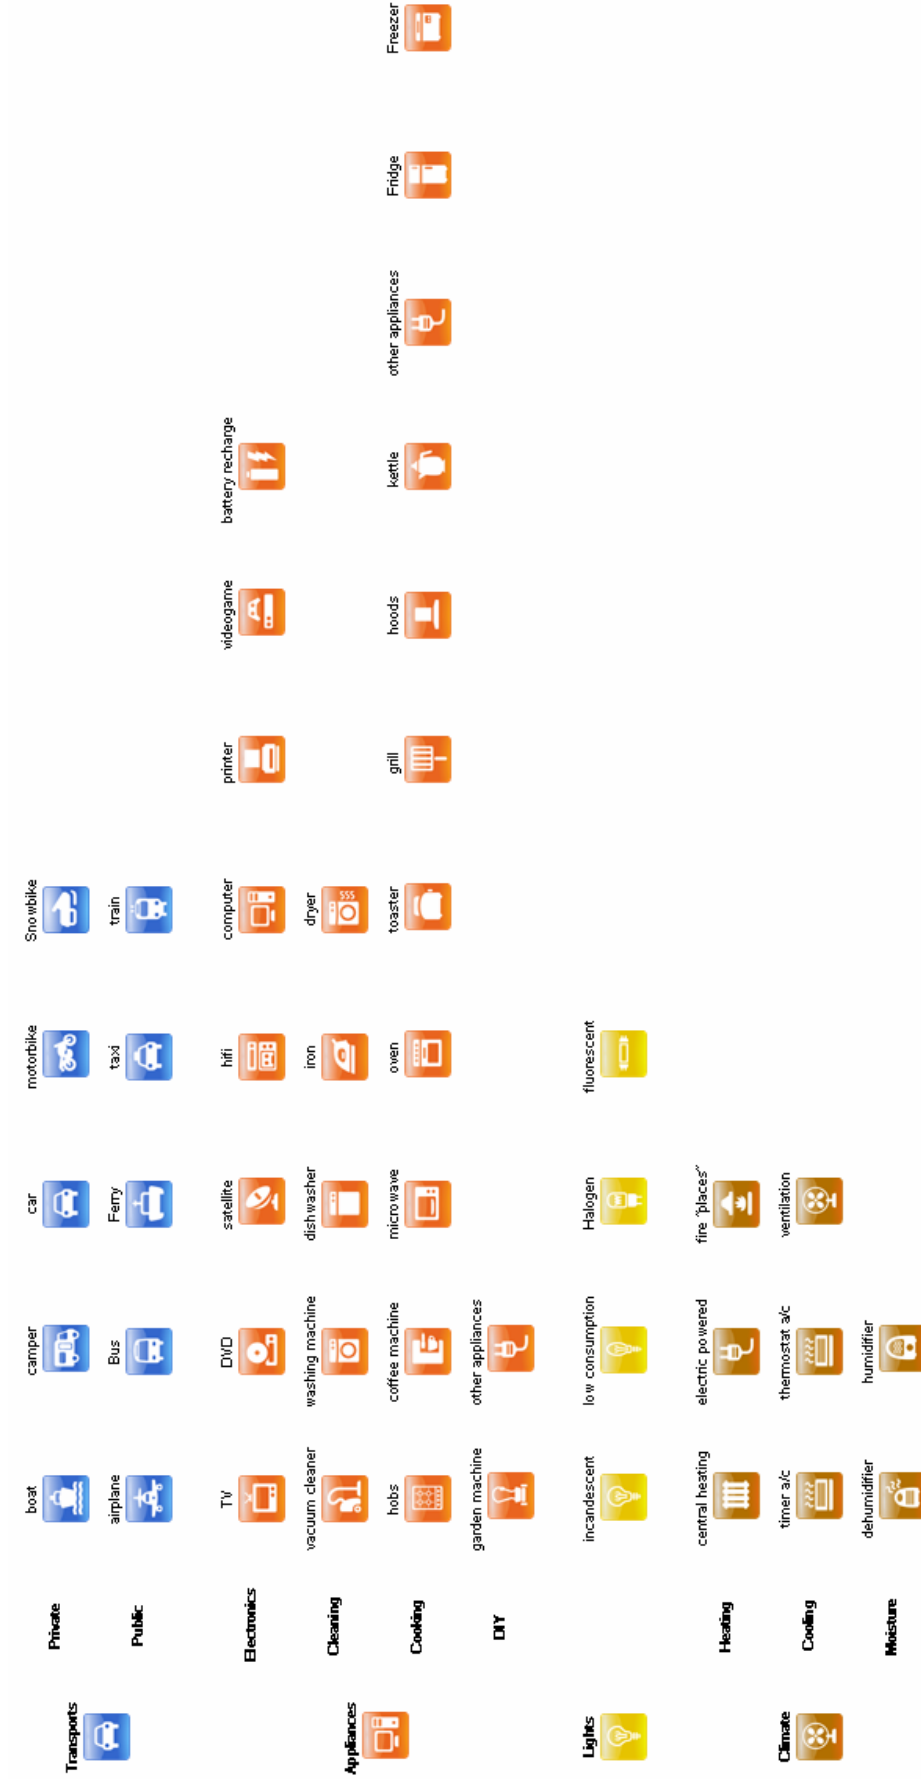 Transports
Private
boat
camper
car
motorbike
Snowbike
Public
airplane
Bus
Ferry
taxi
train
Appliances
Electronics
TV
DVD
satellite
hifi
computer
printer
videogame
battery recharge
Cleaning
vacuum cleaner
washing machine
dishwasher
iron
dryer
Cooking
hobs
coffee machine
microwave
oven
toaster
grill
hoods
kettle
other appliances
Fridge
Freezer
DIY
garden machine
other appliances
Lights
incandescent
low consumption
Halogen
fluorescent
Climate
Heating
central heating
electric powered
fire "places"
Cooling
timer a/c
thermostat a/c
ventilation
Moisture
dehumidifier
humidifier